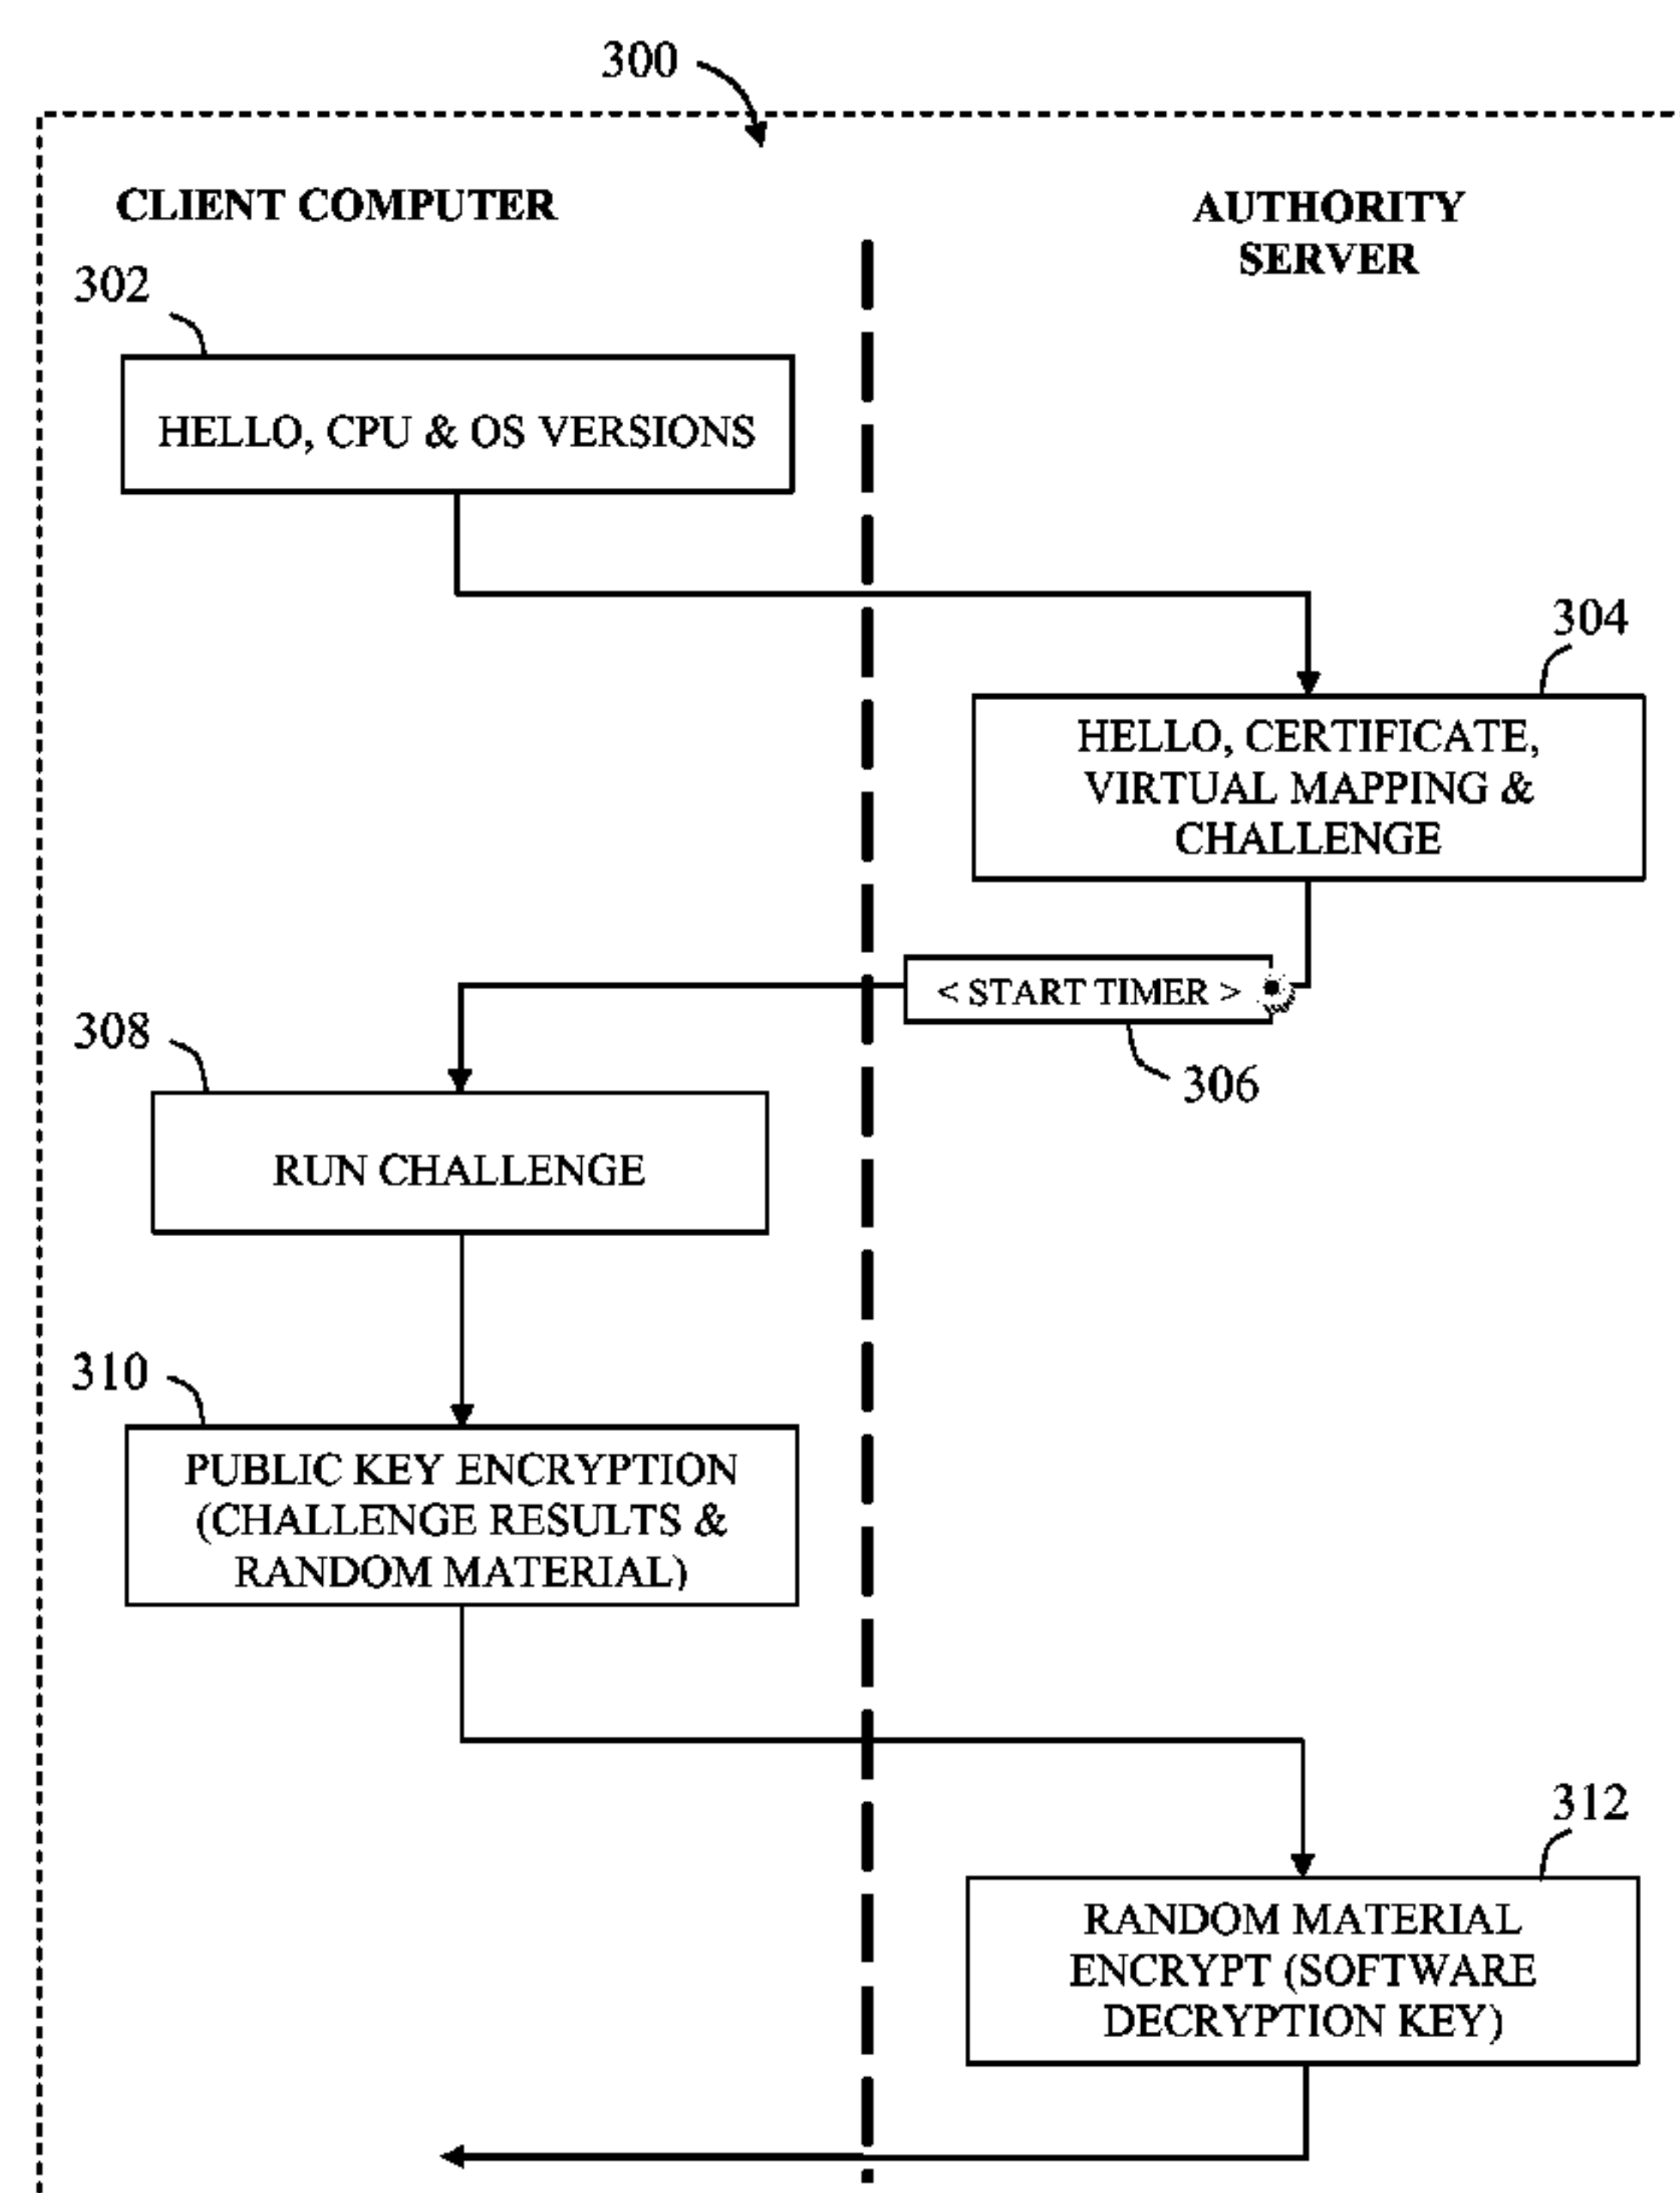 300
CLIENT COMPUTER
AUTHORITY
SERVER
302
HELLO, CPU & OS VERSIONS
304
HELLO, CERTIFICATE,
VIRTUAL MAPPING &
CHALLENGE
< START TIMER >
306
308
RUN CHALLENGE
310
PUBLIC KEY ENCRYPTION
(CHALLENGE RESULTS &
RANDOM MATERIAL)
312
RANDOM MATERIAL
ENCRYPT (SOFTWARE
DECRYPTION KEY)